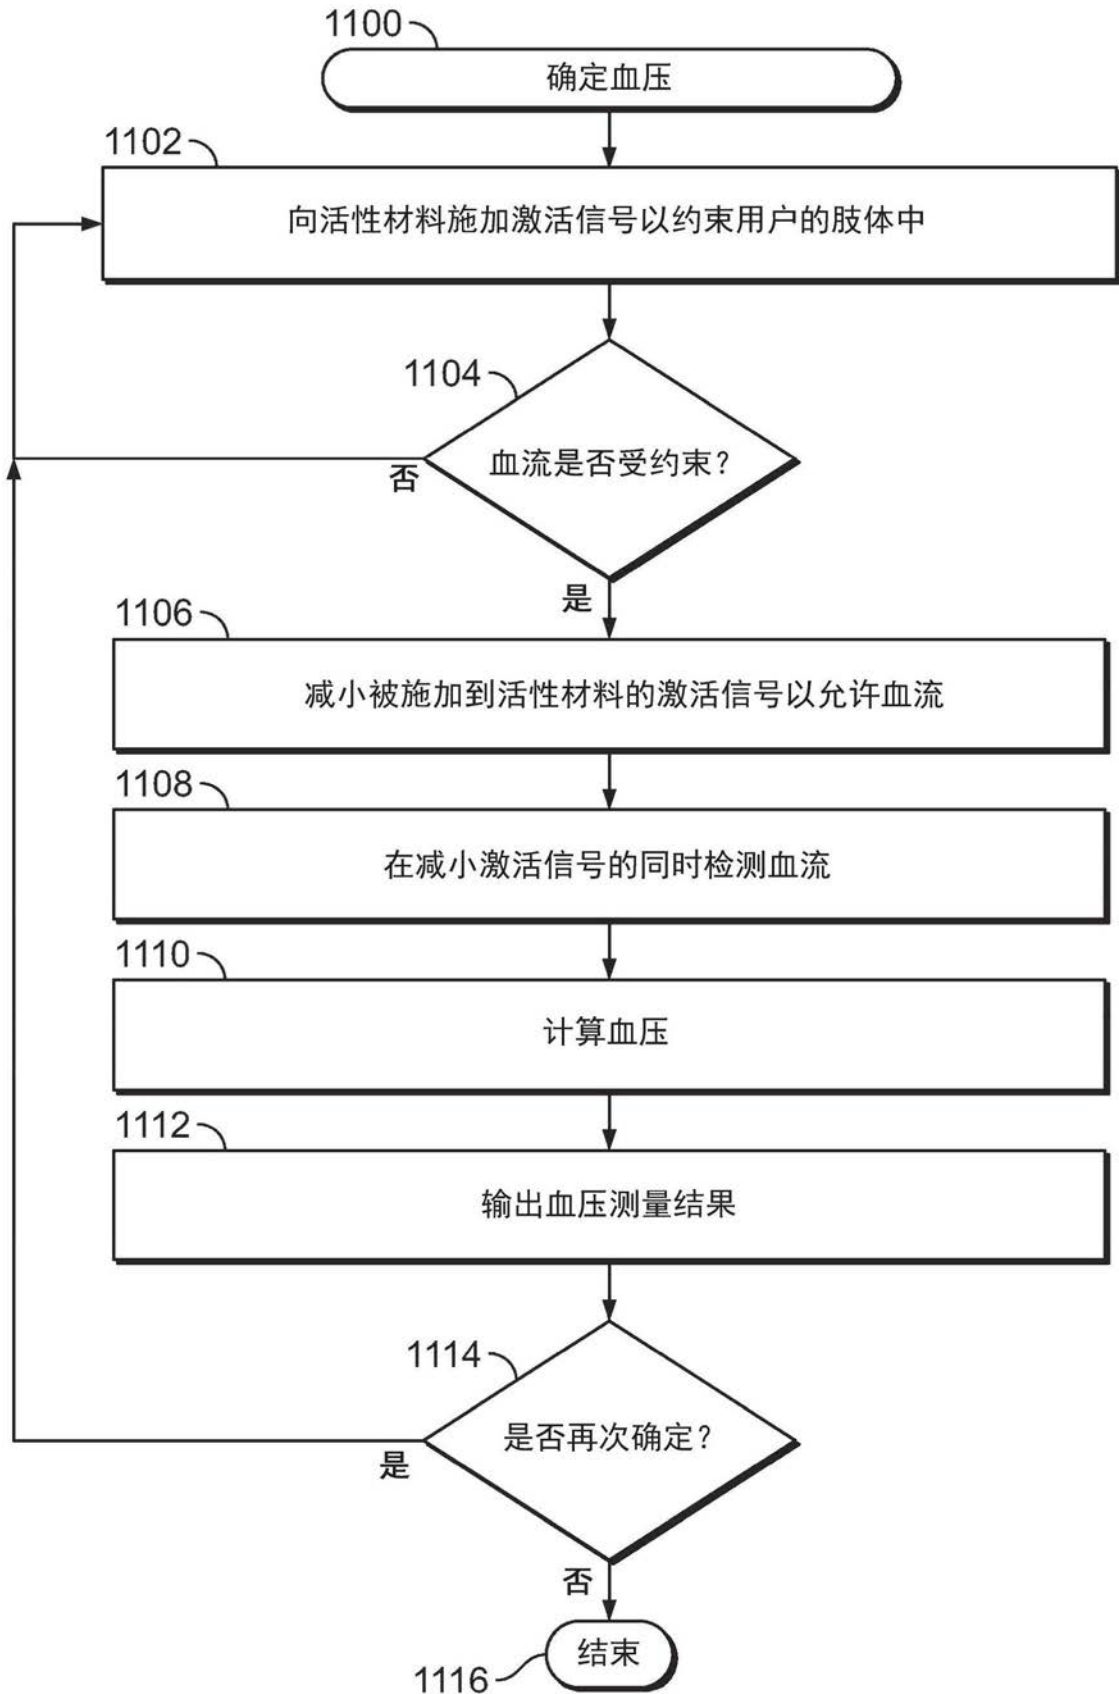 1100
确定血压
1102
向活性材料施加激活信号以约束用户的肢体中
1104
血流是否受约束?
否
是
1106
减小被施加到活性材料的激活信号以允许血流
1108
在减小激活信号的同时检测血流
1110
计算血压
1112
输出血压测量结果
1114
是否再次确定?
是
否
结束
1116